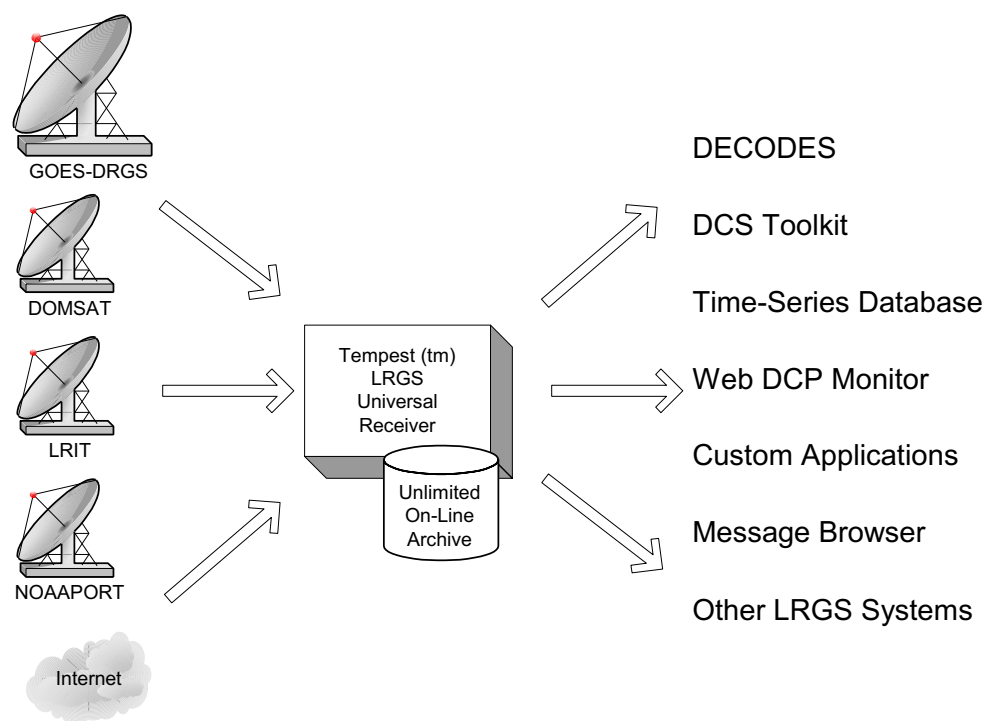 GOES-DRGS
DOMSAT
LRIT
NOAAPORT
Internet
Tempest (tm)
LRGS
Universal
Receiver
Unlimited
On-Line
Archive
DECODES
DCS Toolkit
Time-Series Database
Web DCP Monitor
Custom Applications
Message Browser
Other LRGS Systems